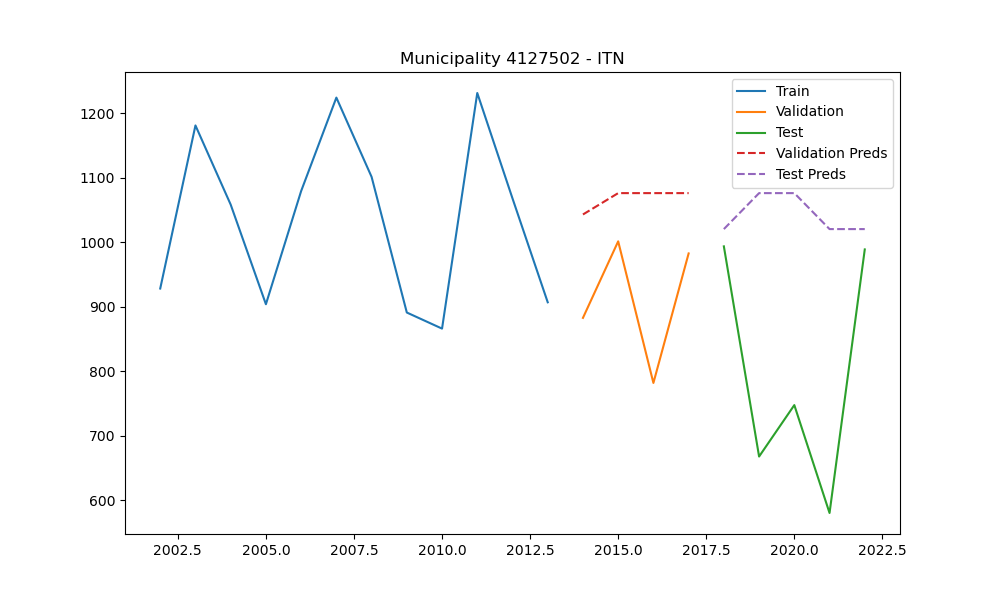 Municipality 4127502 - ITN
Train
Validation
Test
Validation Preds
Test Preds
1200
1100
1000
900
800
700
600
2002.5 2005.0 2007.5 2010.0 2012.5 2015.0 2017.5 2020.0 2022.5